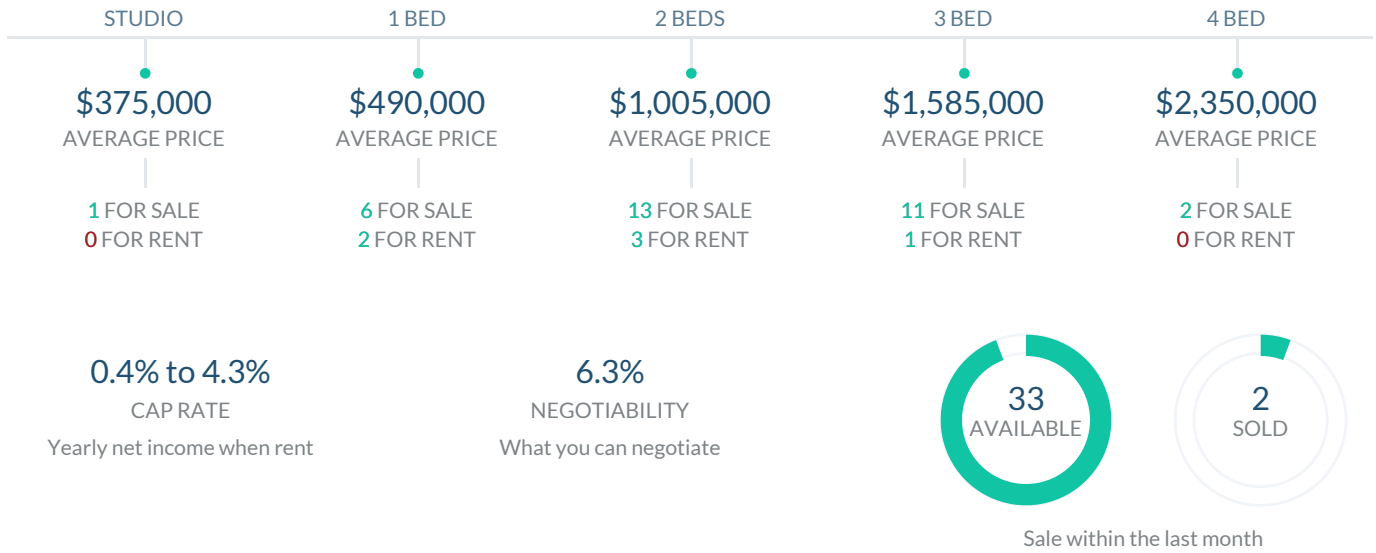 STUDIO
1 BED
2 BEDS
3 BED
4 BED
$375,000
$490,000
$1,005,000
$1,585,000
$2,350,000
AVERAGE PRICE
AVERAGE PRICE
AVERAGE PRICE
AVERAGE PRICE
AVERAGE PRICE
1 FOR SALE
6 FOR SALE
13 FOR SALE
11 FOR SALE
2 FOR SALE
0 FOR RENT
2 FOR RENT
3 FOR RENT
1 FOR RENT
0 FOR RENT
0.4% to 4.3%
CAP RATE
Yearly net income when rent
6.3%
NEGOTIABILITY
What you can negotiate
33
AVAILABLE
2
SOLD
Sale within the last month